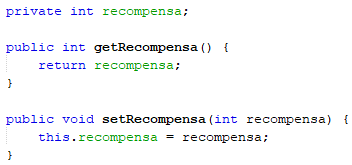 private int recompensa;
public int getRecompensa() {
    return recompensa;
}
public void setRecompensa(int recompensa) {
    this.recompensa = recompensa;
}